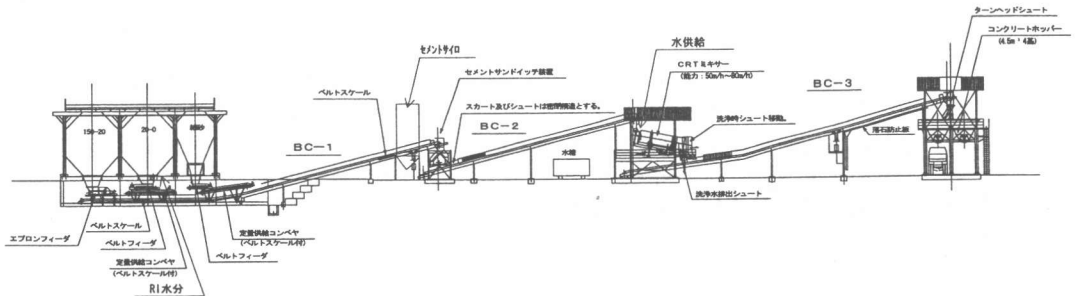 ターンヘッドシュート
コンクリートホッパー
水供給
セメントサイロ
CRTミキサー
(能力：50m/h～80m/h)
セメントサンドイッチ装置
BC-3
ベルトスケール
スカート及びシュートは密閉構造とする。
洗浄時シュート移動。
BC-2
落石防止板
150-20
20-0
BC-1
水槽
洗浄水排出シュート
ベルトスケール
定量供給コンベヤ
(ベルトスケール付)
エプロンフィーダ
ベルトフィーダ
ベルトフィーダ
定量供給コンベヤ
(ベルトスケール付)
RI水分